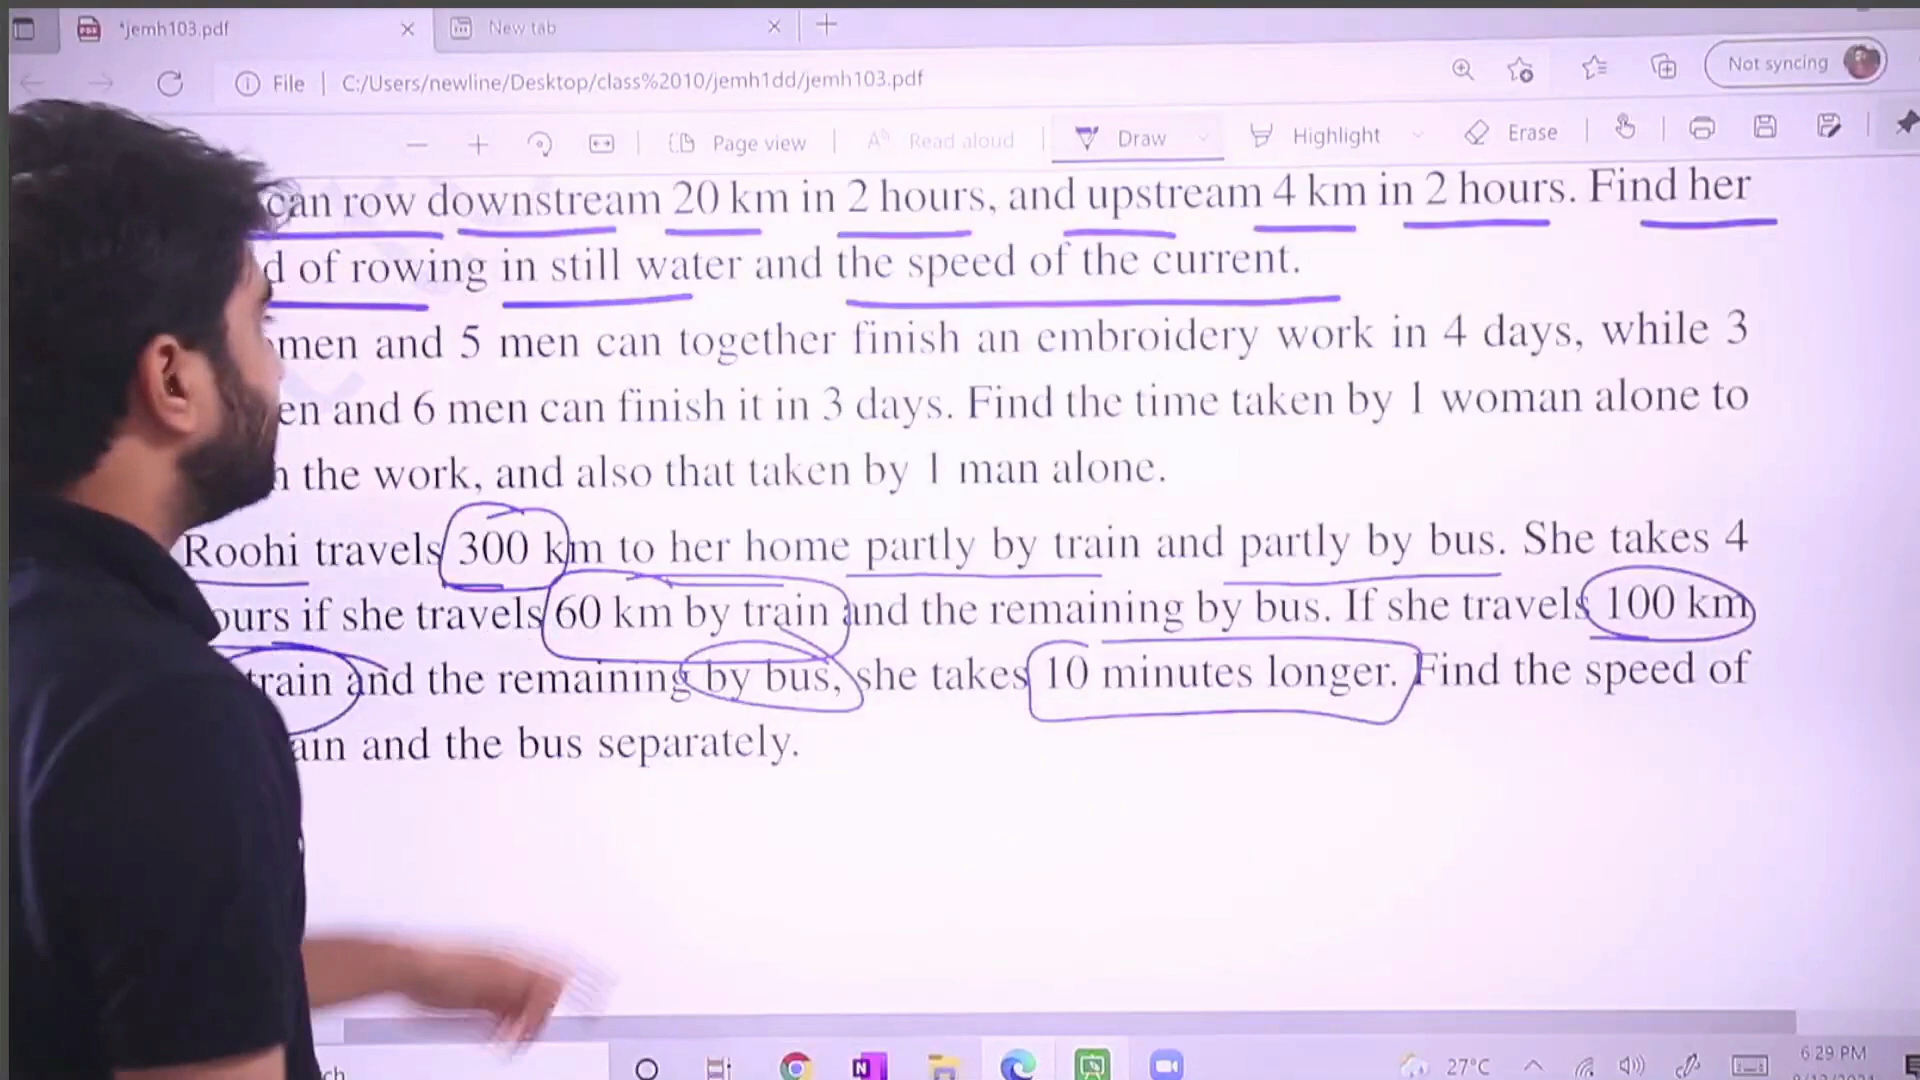 *jemh103.pdf
New tab
File
C:/Users/newline/Desktop/class%2010/jemh1dd/jemh103.pdf
Not syncing
Page view
Read aloud
Draw
Highlight
Erase
can row downstream 20 km in 2 hours, and upstream 4 km in 2 hours. Find her
d of rowing in still water and the speed of the current.
men and 5 men can together finish an embroidery work in 4 days, while 3
en and 6 men can finish it in 3 days. Find the time taken by 1 woman alone to
h the work, and also that taken by 1 man alone.
Roohi travels 300 km to her home partly by train and partly by bus. She takes 4
ours if she travels 60 km by train and the remaining by bus. If she travels 100 km
train and the remaining by bus, she takes 10 minutes longer. Find the speed of
ain and the bus separately.
ch
27°C
6:29 PM